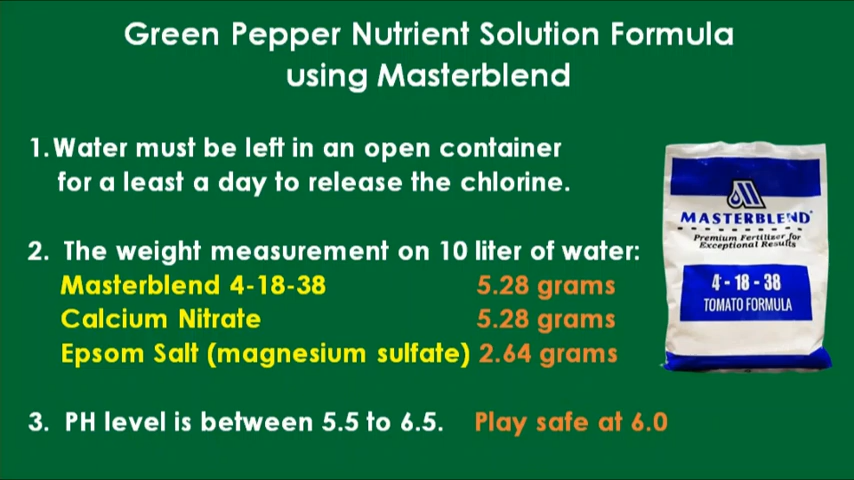 Green Pepper Nutrient Solution Formula
using Masterblend
1. Water must be left in an open container
for a least a day to release the chlorine.
2. The weight measurement on 10 liter of water:
Masterblend 4-18-38 5.28 grams
Calcium Nitrate 5.28 grams
Epsom Salt (magnesium sulfate) 2.64 grams
3. PH level is between 5.5 to 6.5. Play safe at 6.0
MASTERBLEND
Premium Fertilizer for
Exceptional Results
4 - 18 - 38
TOMATO FORMULA